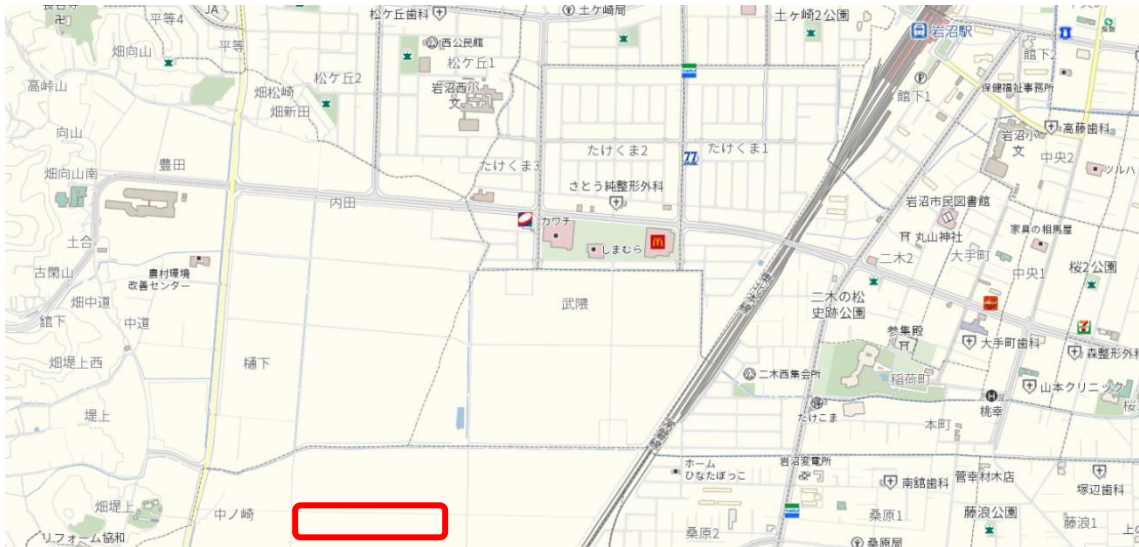 JA
松ケ丘歯科
土ケ崎局
土ヶ崎2公園
平等4
畑向山
平等
西公民館
松ケ丘1
岩沼駅
館下2
高峠山
畑松崎
畑新田
松ケ丘2
岩沼西小
文
館下1
保健福祉事務所
向山
豊田
たけくま3
たけくま2
77
たけくま1
岩沼小
文
高藤歯科
中央2
ツルハ
畑向山南
内田
さとう純整形外科
岩沼市民図書館
カワチ
しまむら
丸山神社
家具の相馬屋
土合
農村環境
改善センター
二木2
大手町
中央1
桜2公園
古閑山
畑中道
館下
中道
武隈
二木の松
史跡公園
参集殿
大手町歯科
森整形外科
畑堤上西
樋下
二木西集会所
稲荷町
山本クリニック
桜
堤上
たけこま
桃幸
本町
ホーム
ひなたぼっこ
岩沼変電所
南舘歯科
菅幸材木店
塚辺歯科
畑堤上
中ノ崎
リフォーム協和
桑原2
桑原1
桑原局
藤浪公園
藤浪1